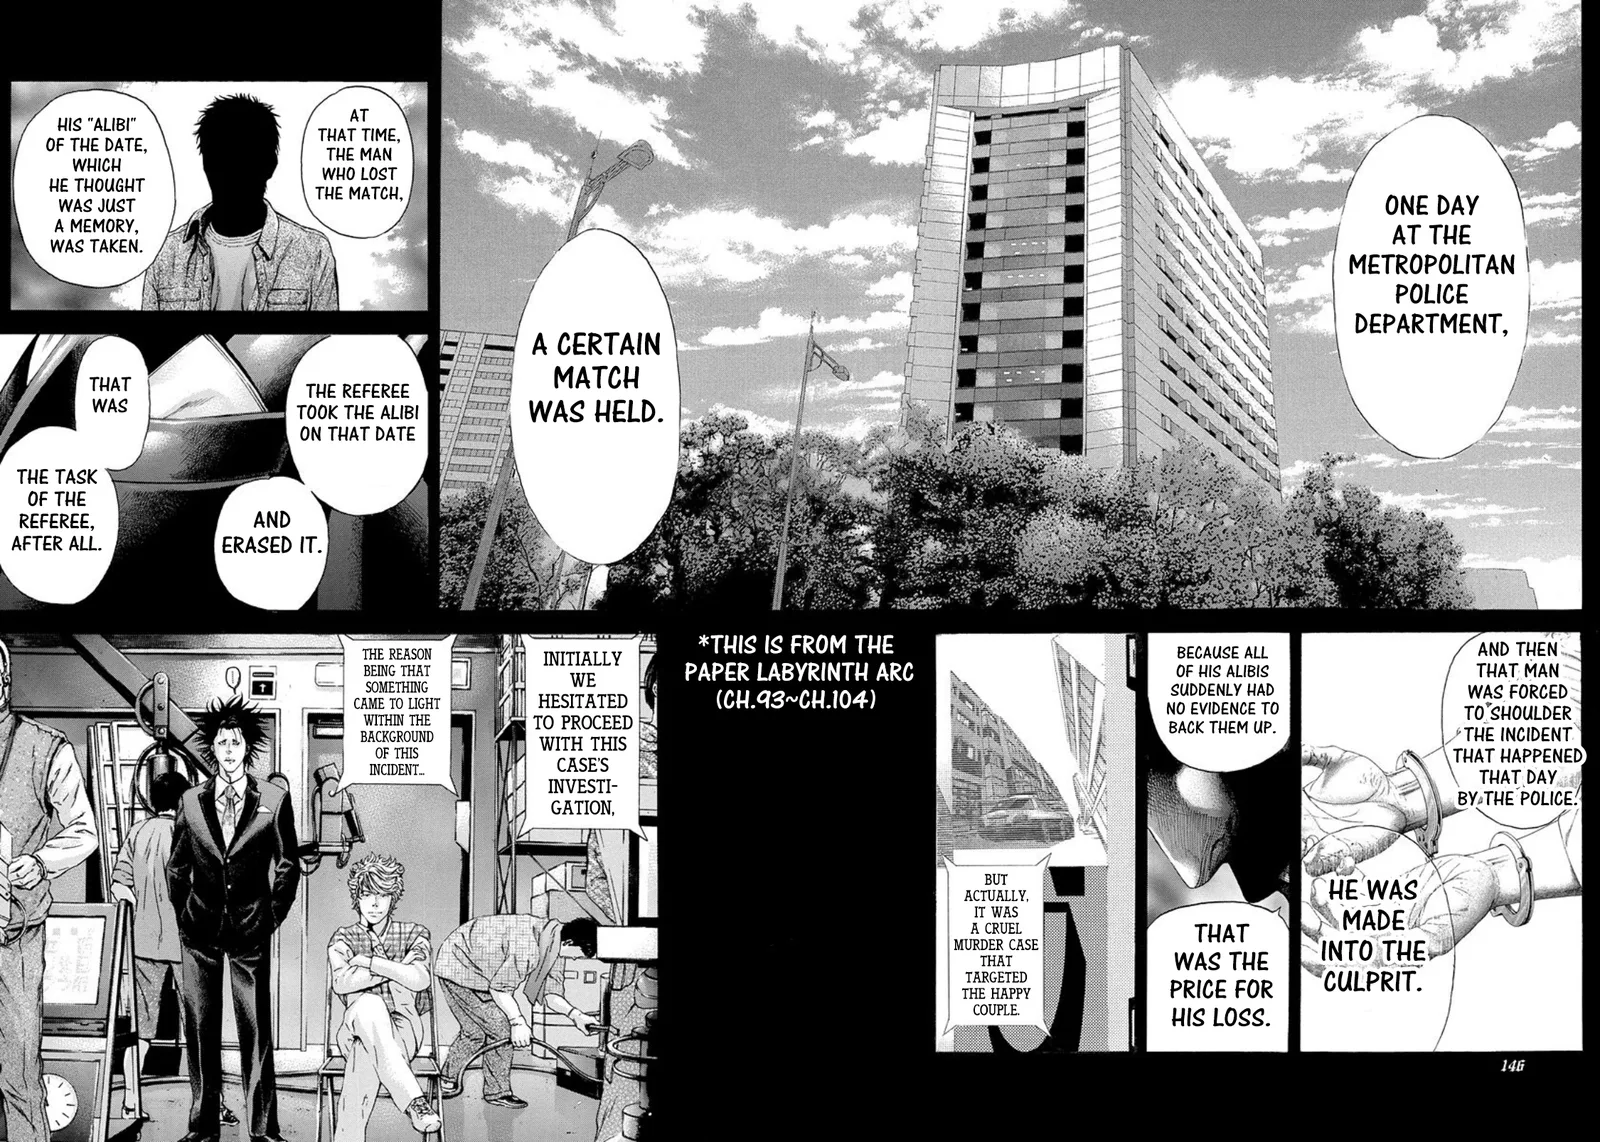 ONE DAY
AT THE
METROPOLITAN
POLICE
DEPARTMENT,
A CERTAIN
MATCH
WAS HELD.
AT
THAT TIME,
THE MAN
WHO LOST
THE MATCH,
HIS "ALIBI"
OF THE DATE,
WHICH
HE THOUGHT
WAS JUST
A MEMORY,
WAS TAKEN.
THE REFEREE
TOOK THE ALIBI
ON THAT DATE
AND
ERASED IT.
THAT
WAS
THE TASK
OF THE
REFEREE,
AFTER ALL.
AND THEN
THAT MAN
WAS FORCED
TO SHOULDER
THE INCIDENT
THAT HAPPENED
THAT DAY
BY THE POLICE.
HE WAS
MADE
INTO THE
CULPRIT.
BECAUSE ALL
OF HIS ALIBIS
SUDDENLY HAD
NO EVIDENCE TO
BACK THEM UP.
THAT
WAS THE
PRICE FOR
HIS LOSS.
BUT
ACTUALLY,
IT WAS
A CRUEL
MURDER CASE
THAT
TARGETED
THE HAPPY
COUPLE.
*THIS IS FROM THE
PAPER LABYRINTH ARC
(CH.93~CH.104)
INITIALLY
WE
HESITATED
TO PROCEED
WITH THIS
CASE'S
INVESTI-
GATION,
THE REASON
BEING THAT
SOMETHING
CAME TO LIGHT
WITHIN THE
BACKGROUND
OF THIS
INCIDENT...
146